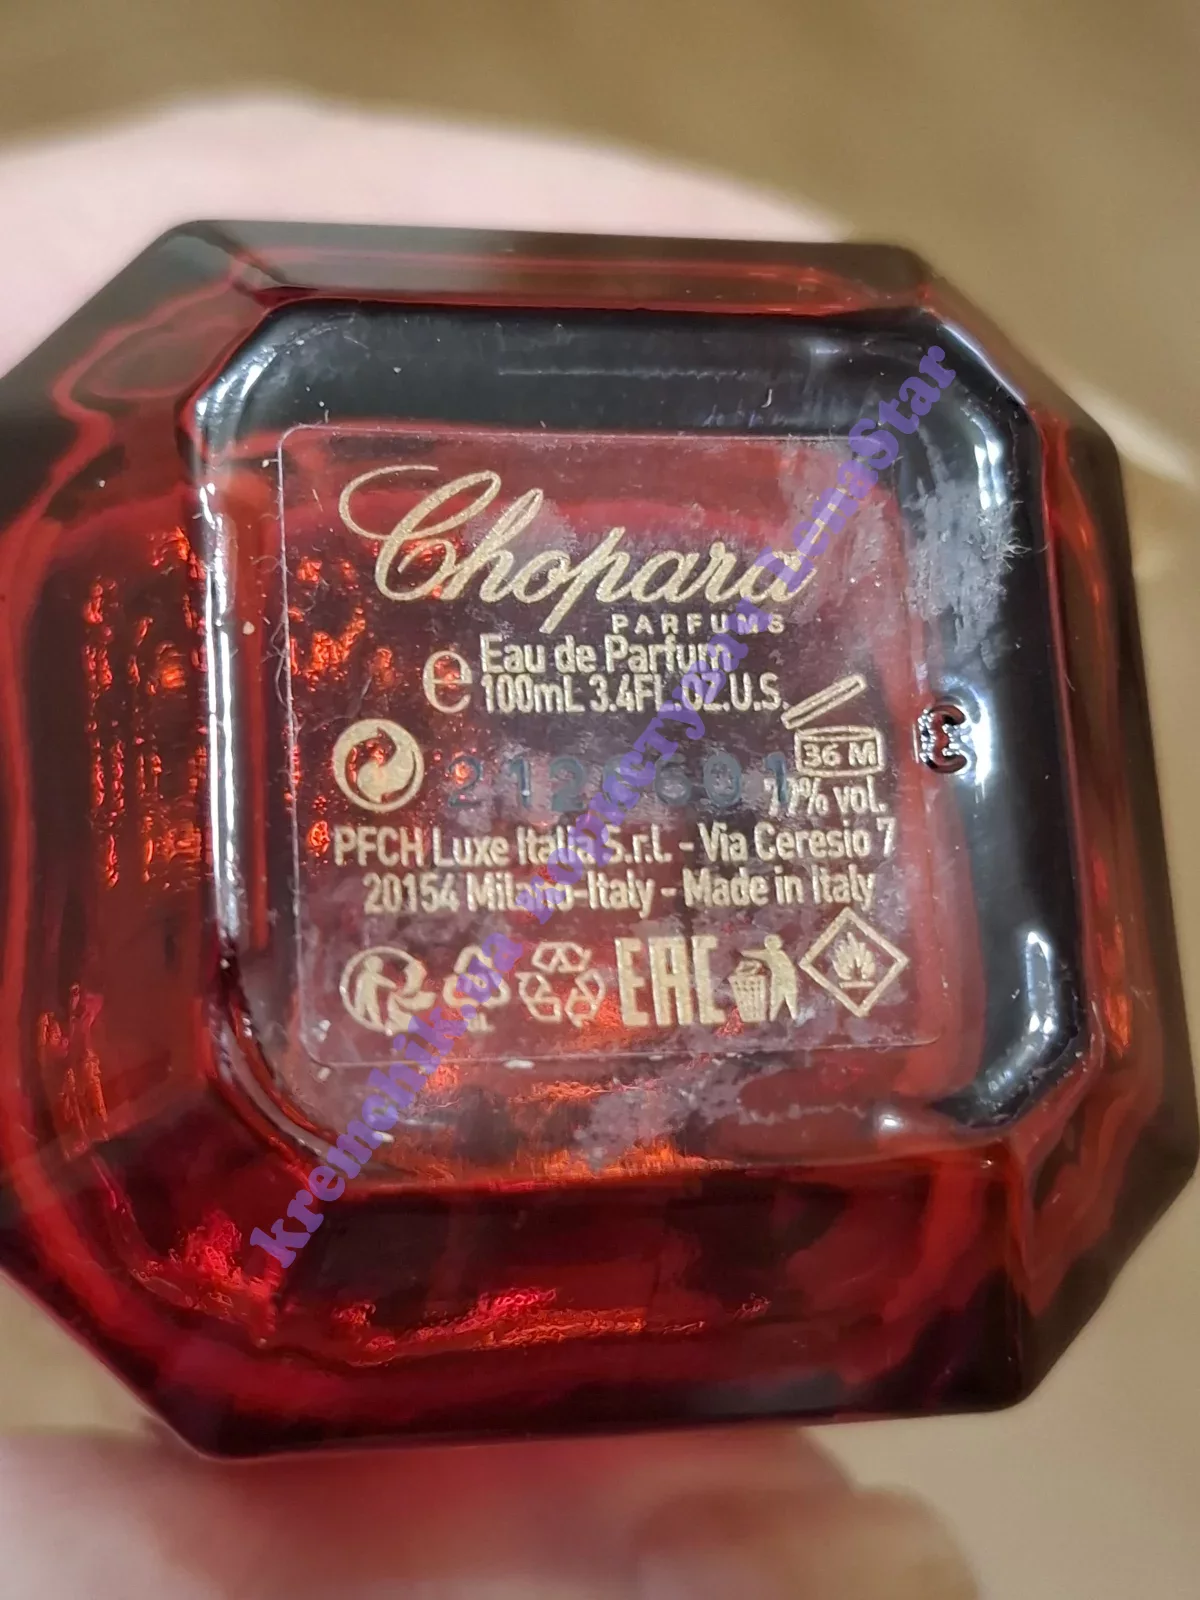 Chopard
PARFUMS
e Eau de Parfum
100mL 3.4FL.OZ.U.S.
36 M
77% vol.
PFCH Luxe Italia S.r.l. - Via Ceresio 7
20154 Milano-Italy - Made in Italy
EAC